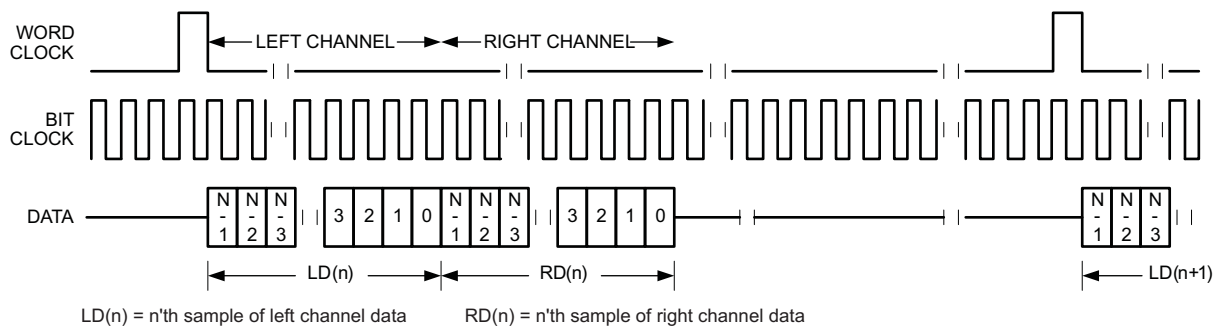 WORD
CLOCK
LEFT CHANNEL
RIGHT CHANNEL
BIT
CLOCK
DATA
N-1 N-2 N-3 3 2 1 0 N-1 N-2 N-3 3 2 1 0 N-1 N-2 N-3
LD(n) RD(n) LD(n+1)
LD(n) = n'th sample of left channel data
RD(n) = n'th sample of right channel data